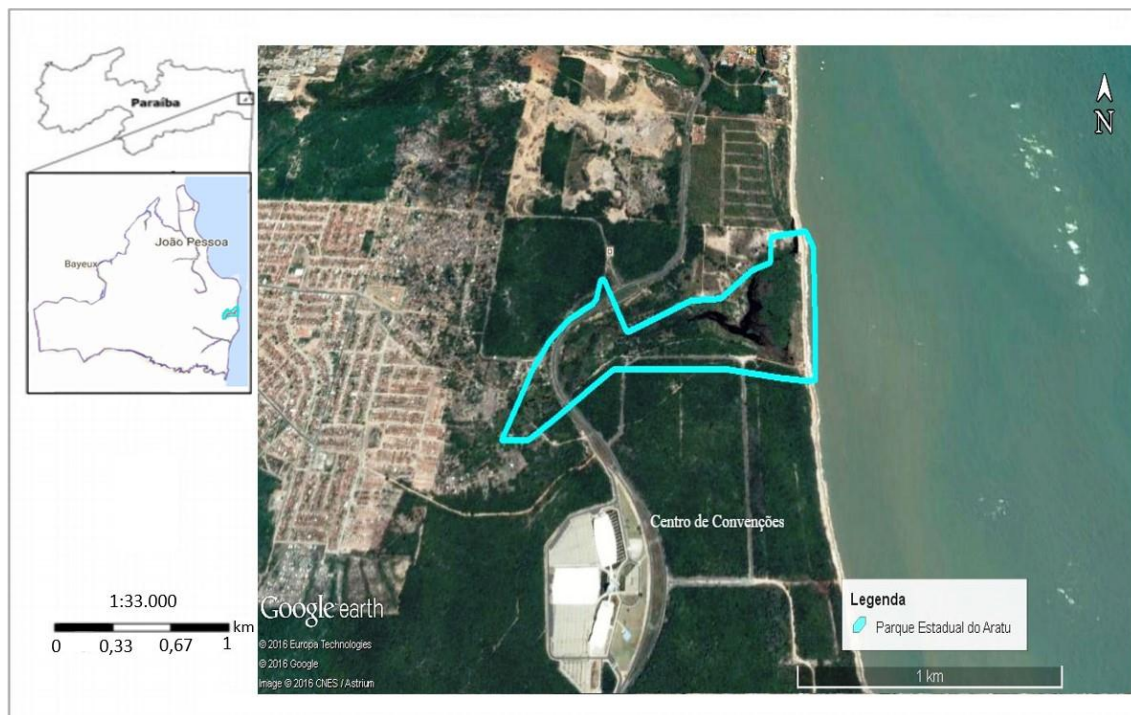 Paraíba
João Pessoa
Bayeux
N
Centro de Convenções
1:33.000
0 0,33 0,67 1 km
Google earth
© 2016 Europa Technologies
© 2016 Google
Image © 2016 CNES / Astrium
Legenda
Parque Estadual do Aratu
1 km